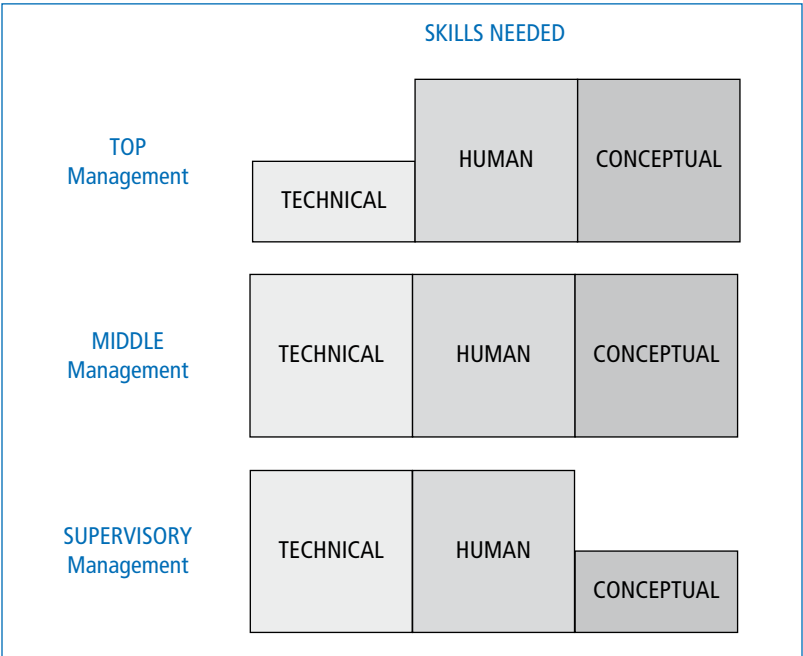 SKILLS NEEDED
TOP
Management
TECHNICAL
HUMAN
CONCEPTUAL
MIDDLE
Management
TECHNICAL
HUMAN
CONCEPTUAL
SUPERVISORY
Management
TECHNICAL
HUMAN
CONCEPTUAL